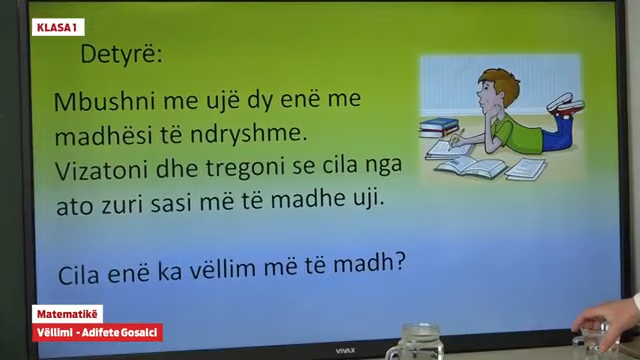 KLASA 1
Detyrë:
Mbushni me ujë dy enë me
madhësi të ndryshme.
Vizatoni dhe tregoni se cila nga
ato zuri sasi më të madhe uji.
Cila enë ka vëllim më të madh?
Matematikë
Vëllimi - Adifete Gosalci
VIVAX